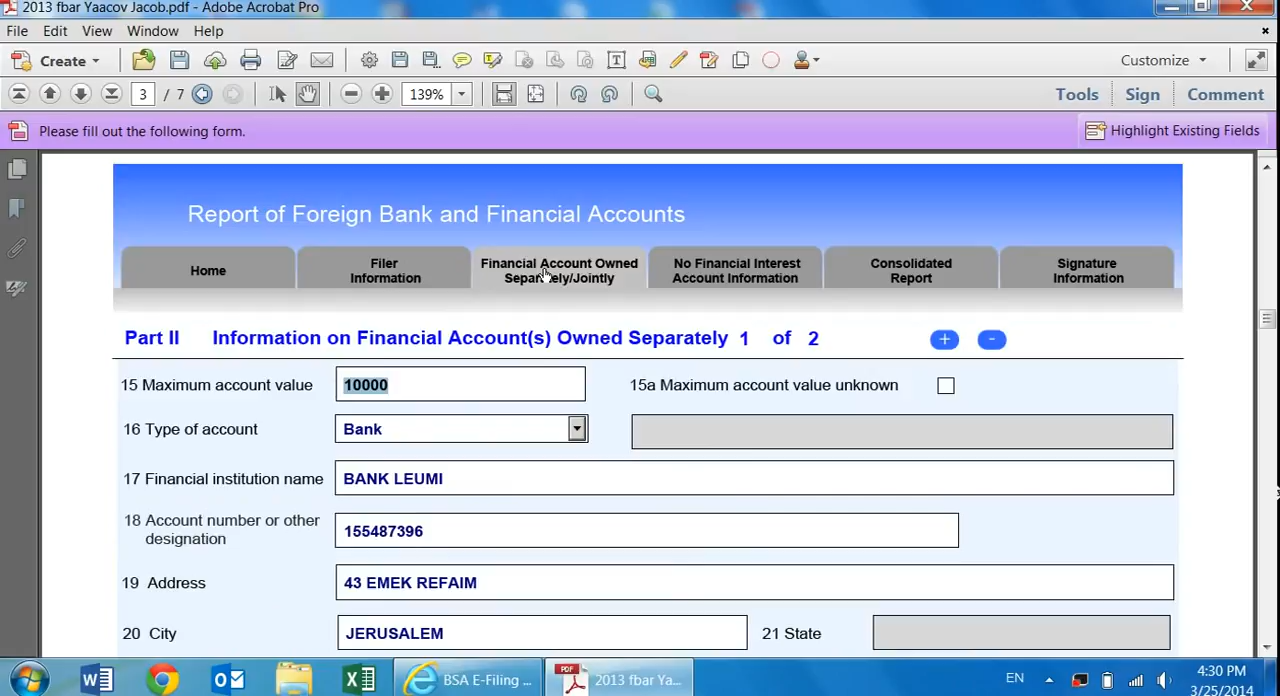 2013 fbar Yaacov Jacob.pdf - Adobe Acrobat Pro
File Edit View Window Help
Create
Customize
3 / 7
139%
Tools Sign Comment
Please fill out the following form.
Highlight Existing Fields
Report of Foreign Bank and Financial Accounts
Home
Filer
Information
Financial Account Owned
Separately/Jointly
No Financial Interest
Account Information
Consolidated
Report
Signature
Information
Part II Information on Financial Account(s) Owned Separately 1 of 2
+ -
15 Maximum account value 10000
15a Maximum account value unknown
16 Type of account Bank
17 Financial institution name BANK LEUMI
18 Account number or other
designation
155487396
19 Address 43 EMEK REFAIM
20 City JERUSALEM
21 State
BSA E-Filing ...
PDF
2013 fbar Ya...
EN
4:30 PM
3/25/2014